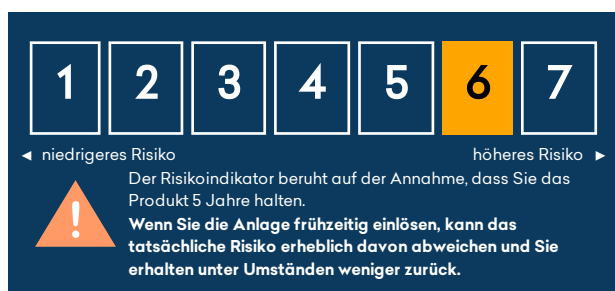 1 2 3 4 5 6 7
◄ niedrigeres Risiko höheres Risiko ►
Der Risikoindikator beruht auf der Annahme, dass Sie das
Produkt 5 Jahre halten.
Wenn Sie die Anlage frühzeitig einlösen, kann das
tatsächliche Risiko erheblich davon abweichen und Sie
erhalten unter Umständen weniger zurück.